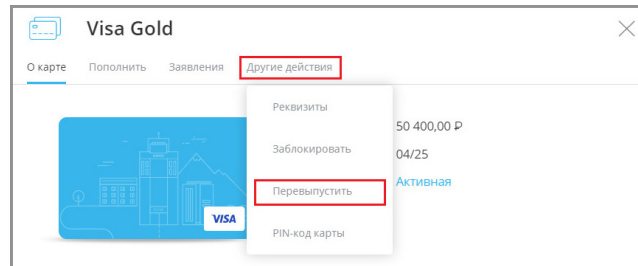 Visa Gold
О карте Пополнить Заявления Другие действия
Реквизиты
50 400,00 ₽
Заблокировать
04/25
Активная
Перевыпустить
VISA
PIN-код карты